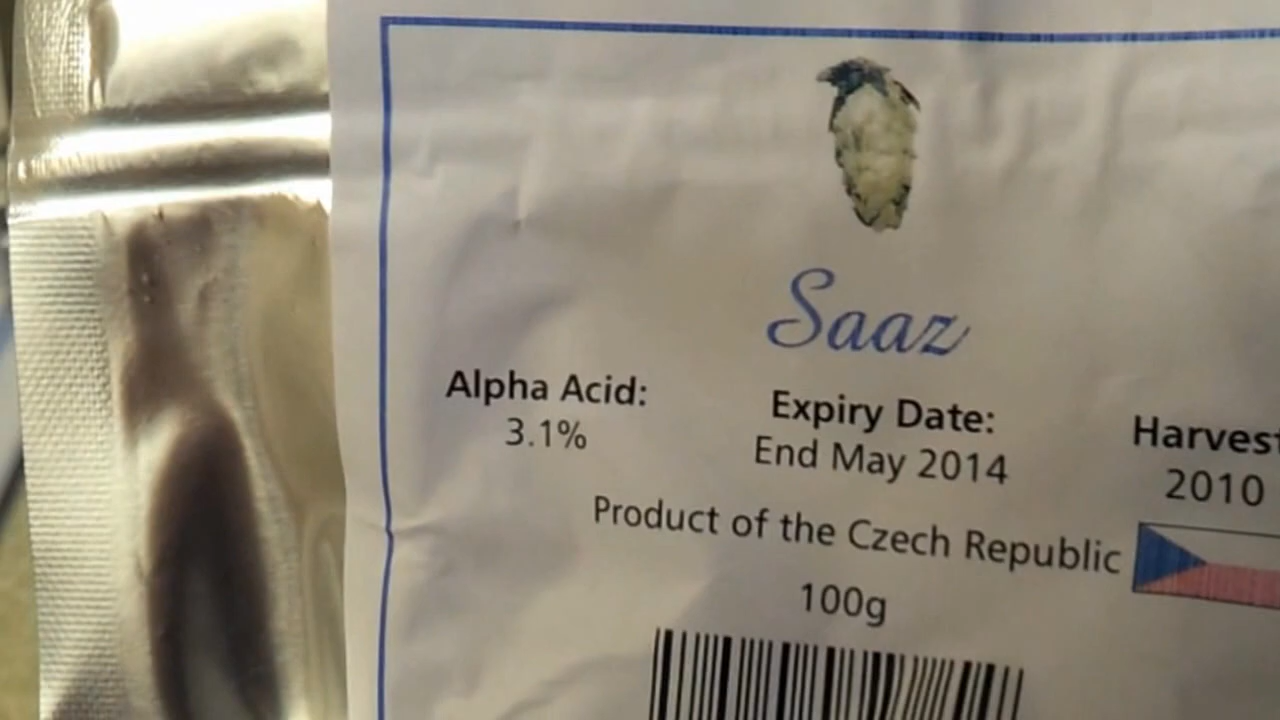 Saaz
Alpha Acid:
3.1%
Expiry Date:
End May 2014
Harvest
2010
Product of the Czech Republic
100g